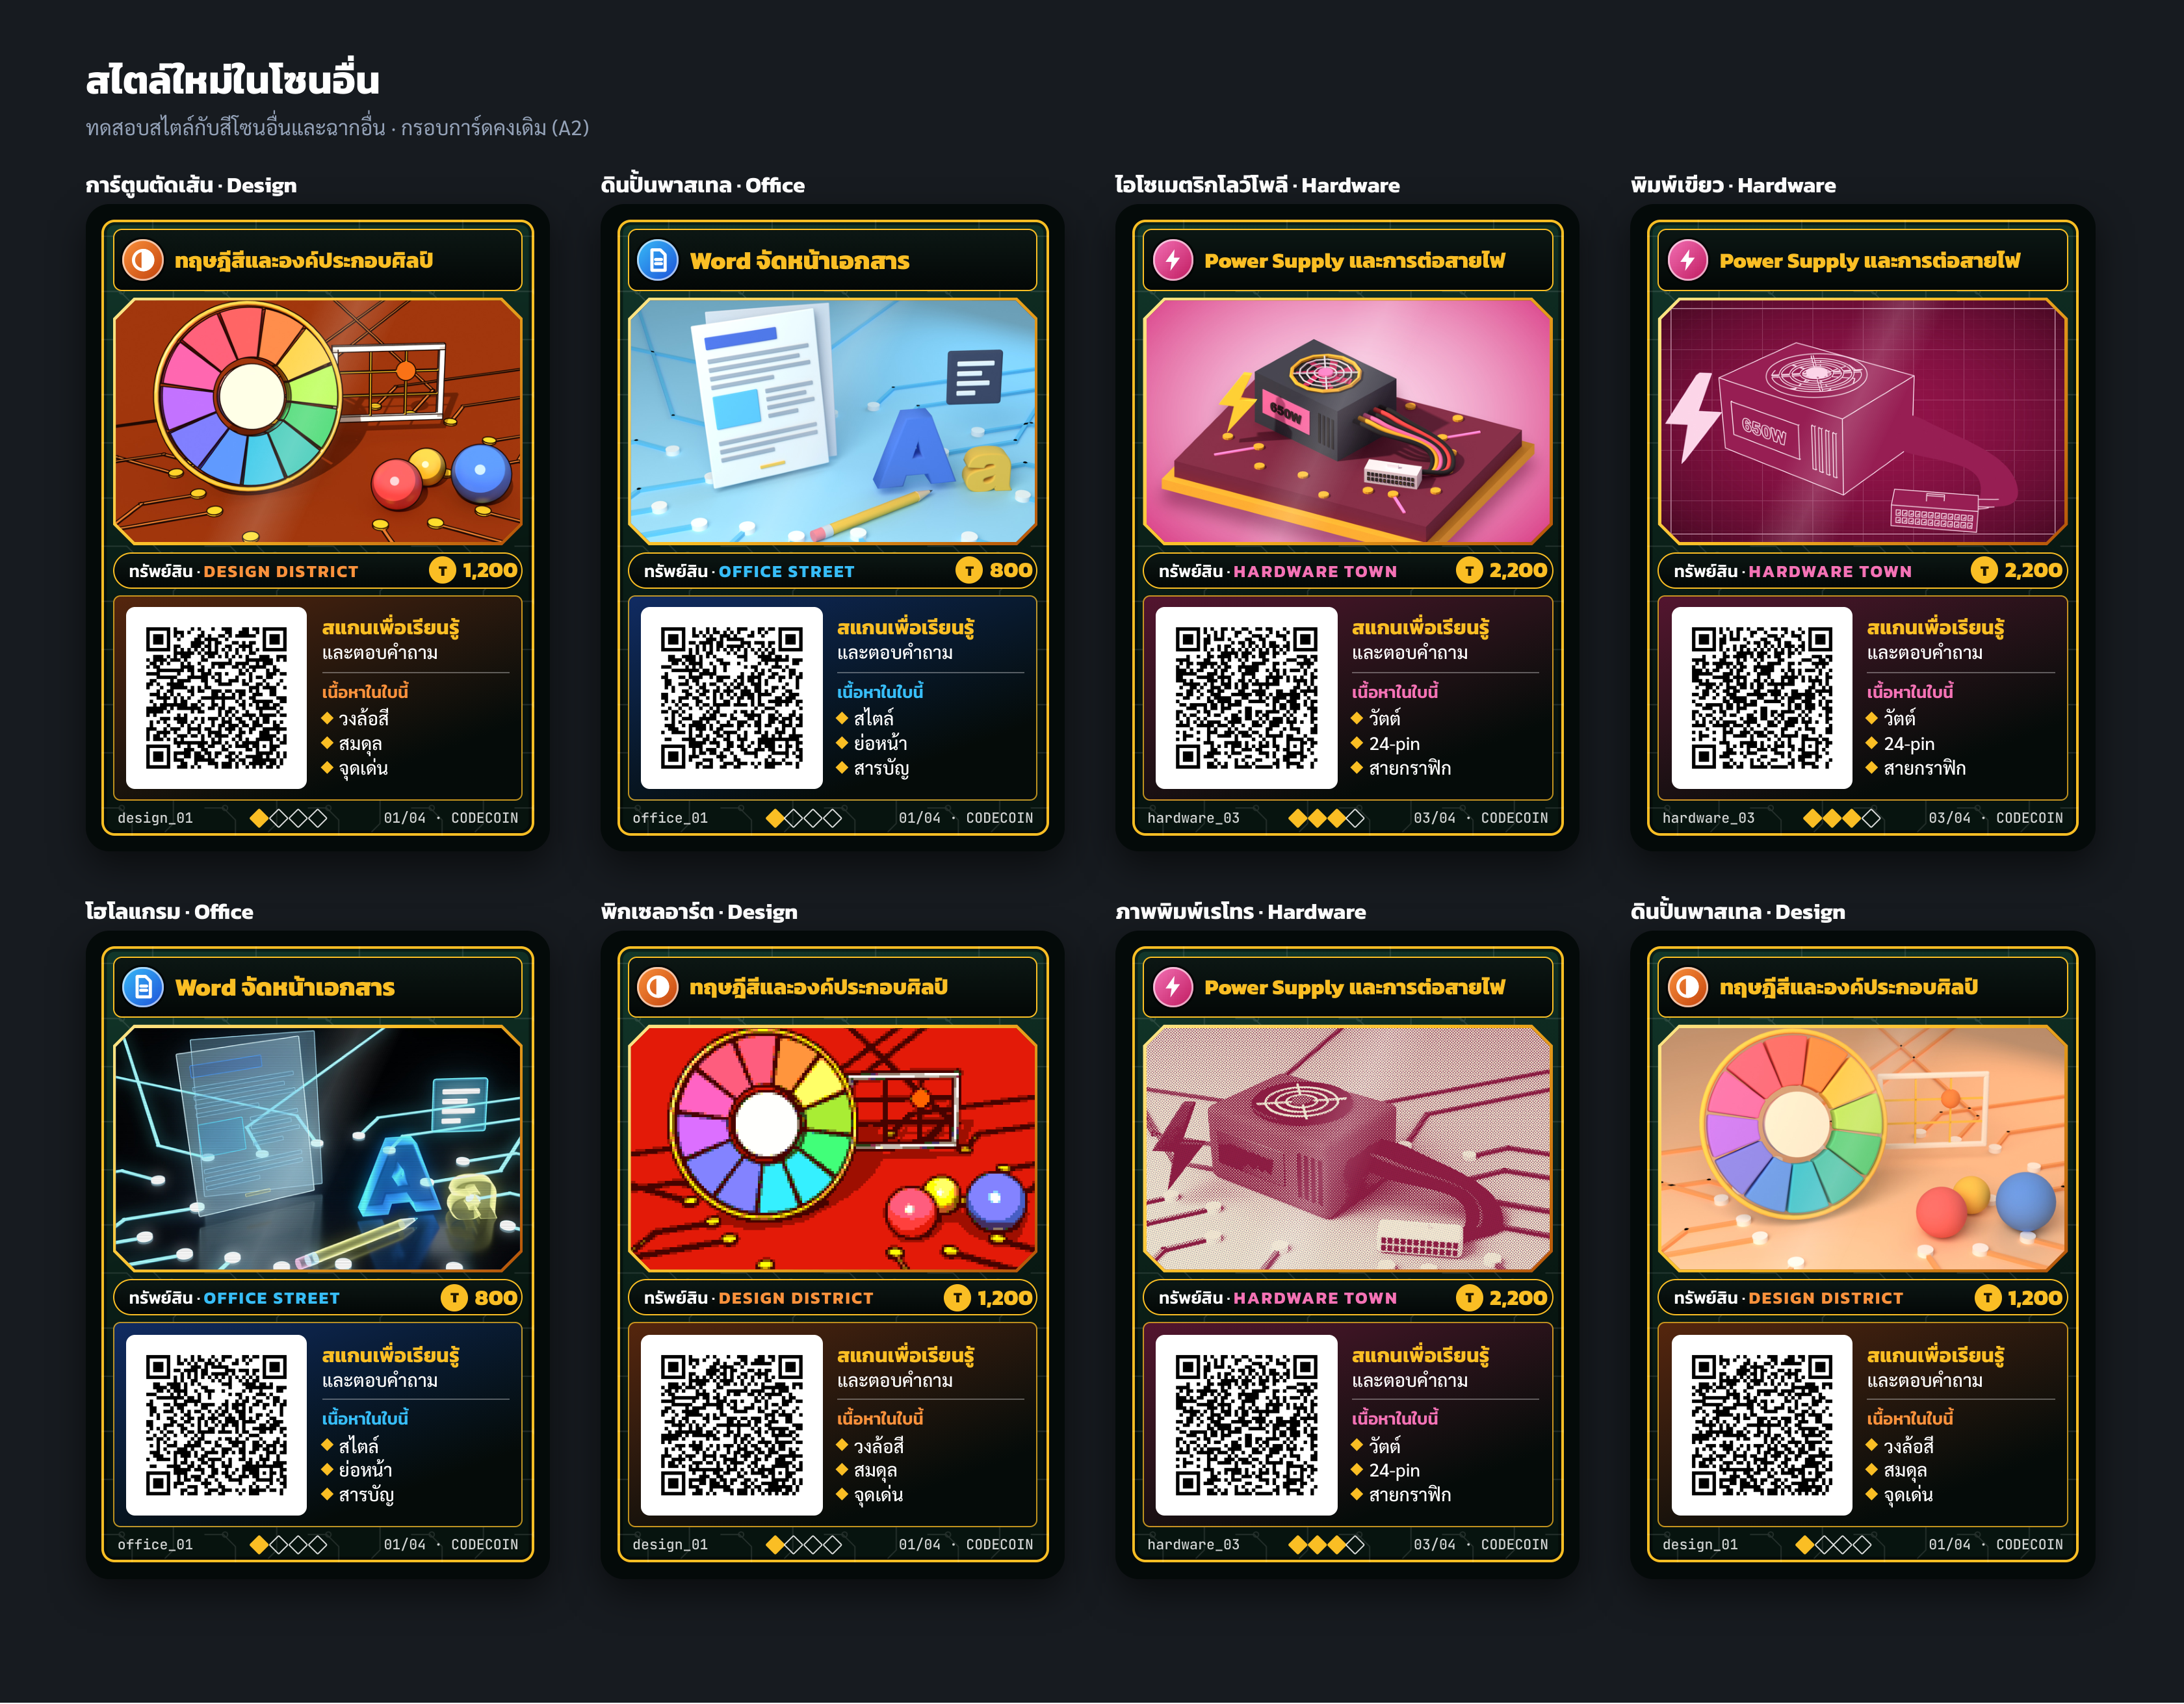 สไตล์ใหม่ในโซนอื่น
ทดสอบสไตล์กับสีโซนอื่นและฉากอื่น · กรอบการ์ดคงเดิม (A2)
การ์ตูนตัดเส้น · Design
ทฤษฎีสีและองค์ประกอบศิลป์
ทรัพย์สิน · DESIGN DISTRICT T 1,200
สแกนเพื่อเรียนรู้
และตอบคำถาม
เนื้อหาในใบนี้
วงล้อสี
สมดุล
จุดเด่น
design_01 01/04 · CODECOIN
ดินปั้นพาสเทล · Office
Word จัดหน้าเอกสาร
A a
ทรัพย์สิน · OFFICE STREET T 800
สแกนเพื่อเรียนรู้
และตอบคำถาม
เนื้อหาในใบนี้
สไตล์
ย่อหน้า
สารบัญ
office_01 01/04 · CODECOIN
ไอโซเมตริกโลว์โพลี · Hardware
Power Supply และการต่อสายไฟ
650W
ทรัพย์สิน · HARDWARE TOWN T 2,200
สแกนเพื่อเรียนรู้
และตอบคำถาม
เนื้อหาในใบนี้
วัตต์
24-pin
สายกราฟิก
hardware_03 03/04 · CODECOIN
พิมพ์เขียว · Hardware
Power Supply และการต่อสายไฟ
650W
ทรัพย์สิน · HARDWARE TOWN T 2,200
สแกนเพื่อเรียนรู้
และตอบคำถาม
เนื้อหาในใบนี้
วัตต์
24-pin
สายกราฟิก
hardware_03 03/04 · CODECOIN
โฮโลแกรม · Office
Word จัดหน้าเอกสาร
A a
ทรัพย์สิน · OFFICE STREET T 800
สแกนเพื่อเรียนรู้
และตอบคำถาม
เนื้อหาในใบนี้
สไตล์
ย่อหน้า
สารบัญ
office_01 01/04 · CODECOIN
พิกเซลอาร์ต · Design
ทฤษฎีสีและองค์ประกอบศิลป์
ทรัพย์สิน · DESIGN DISTRICT T 1,200
สแกนเพื่อเรียนรู้
และตอบคำถาม
เนื้อหาในใบนี้
วงล้อสี
สมดุล
จุดเด่น
design_01 01/04 · CODECOIN
ภาพพิมพ์เรโทร · Hardware
Power Supply และการต่อสายไฟ
ทรัพย์สิน · HARDWARE TOWN T 2,200
สแกนเพื่อเรียนรู้
และตอบคำถาม
เนื้อหาในใบนี้
วัตต์
24-pin
สายกราฟิก
hardware_03 03/04 · CODECOIN
ดินปั้นพาสเทล · Design
ทฤษฎีสีและองค์ประกอบศิลป์
ทรัพย์สิน · DESIGN DISTRICT T 1,200
สแกนเพื่อเรียนรู้
และตอบคำถาม
เนื้อหาในใบนี้
วงล้อสี
สมดุล
จุดเด่น
design_01 01/04 · CODECOIN